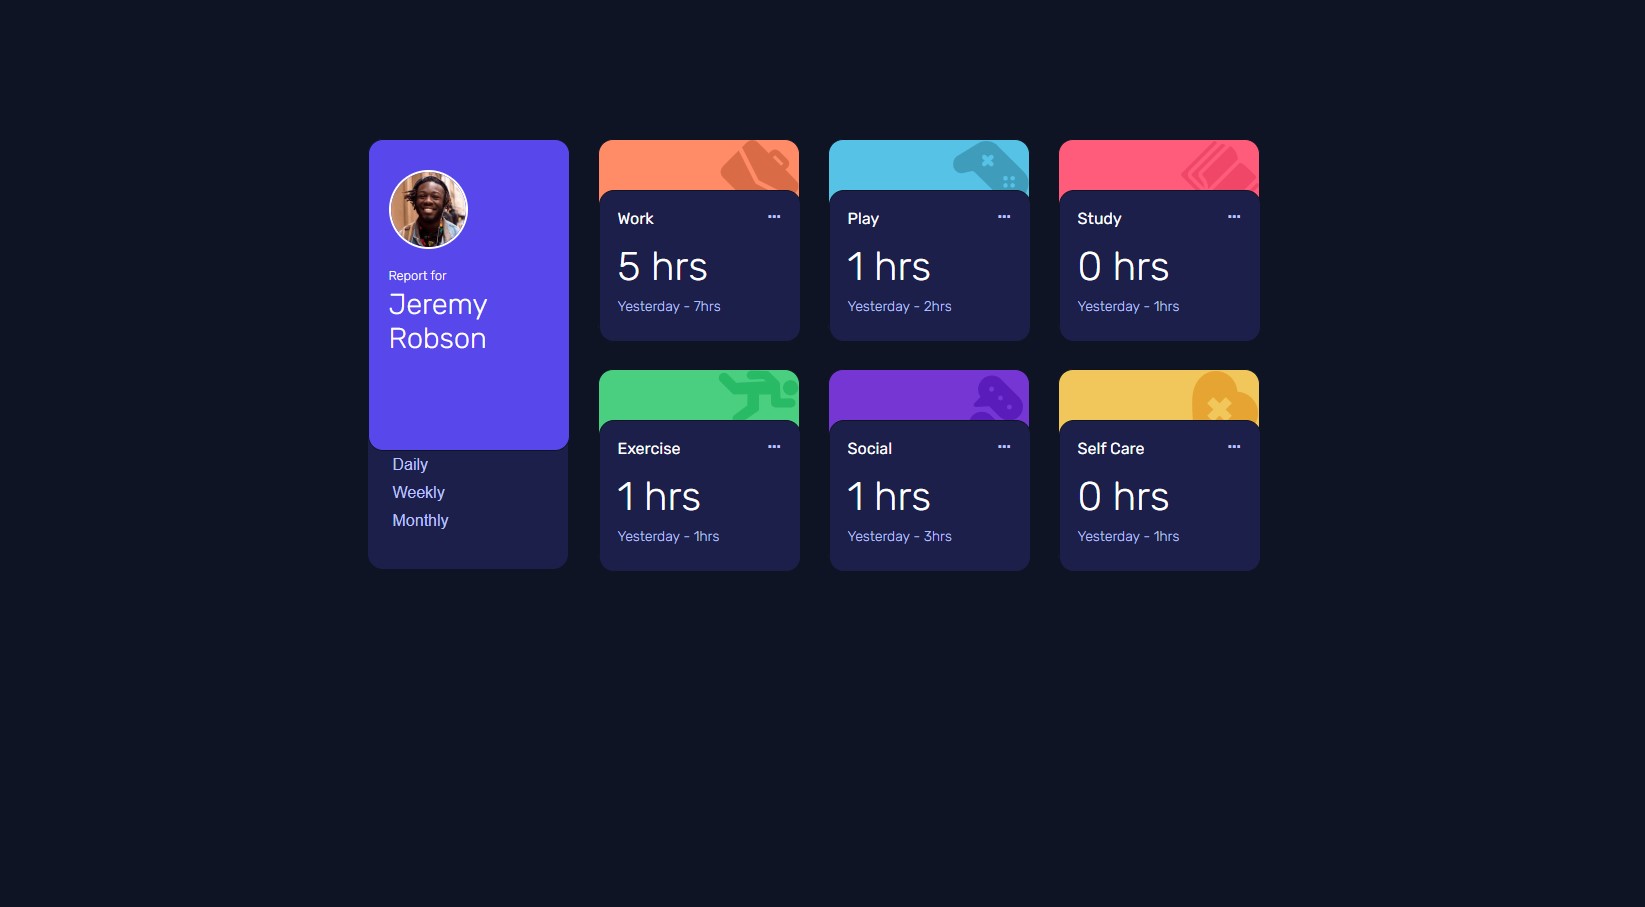 Report for
Jeremy
Robson
Daily
Weekly
Monthly
Work
5 hrs
Yesterday - 7hrs
Play
1 hrs
Yesterday - 2hrs
Study
0 hrs
Yesterday - 1hrs
Exercise
1 hrs
Yesterday - 1hrs
Social
1 hrs
Yesterday - 3hrs
Self Care
0 hrs
Yesterday - 1hrs